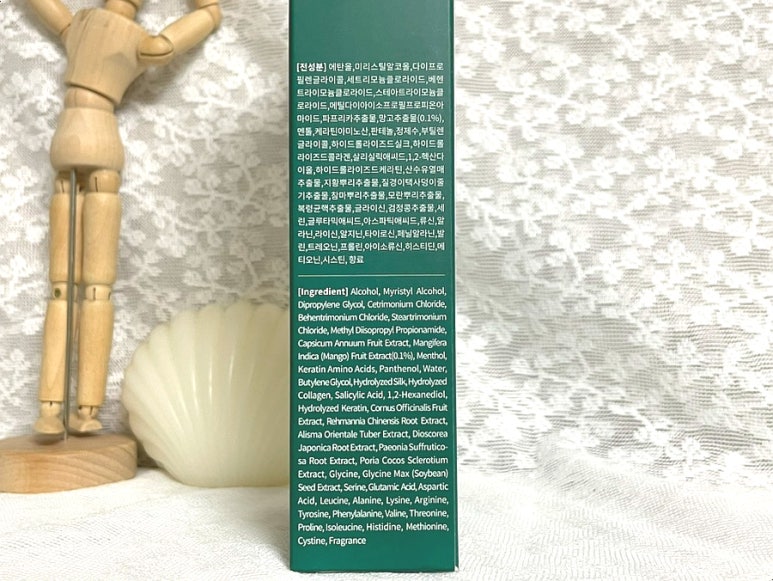 [전성분] 에탄올,미리스틸알코올,다이프로
필렌글라이콜,세트리모늄클로라이드,베헨
트라이모늄클로라이드,스테아트라이모늄클
로라이드,메틸다이아이소프로필프로피온아
마이드,파프리카추출물,망고추출물(0.1%),
멘톨,케라틴아미노산,판테놀,정제수,부틸렌
글라이콜,하이드롤라이즈드실크,하이드롤
라이즈드콜라겐,살리실릭애씨드,1,2-헥산다
이올,하이드롤라이즈드케라틴,산수유열매
추출물,지황뿌리추출물,질경이택사덩이줄
기추출물,참마뿌리추출물,모란뿌리추출물,
복령균핵추출물,글라이신,검정콩추출물,세
린,글루타믹애씨드,아스파틱애씨드,류신,알
라닌,라이신,알지닌,타이로신,페닐알라닌,발
린,트레오닌,프롤린,아이소류신,히스티딘,메
티오닌,시스틴,향료
[Ingredient] Alcohol, Myristyl Alcohol,
Dipropylene Glycol, Cetrimonium Chloride,
Behentrimonium Chloride, Steartrimonium
Chloride, Methyl Diisopropyl Propionamide,
Capsicum Annuum Fruit Extract, Mangifera
Indica (Mango) Fruit Extract(0.1%), Menthol,
Keratin Amino Acids, Panthenol, Water,
Butylene Glycol, Hydrolyzed Silk, Hydrolyzed
Collagen, Salicylic Acid, 1,2-Hexanediol,
Hydrolyzed Keratin, Cornus Officinalis Fruit
Extract, Rehmannia Chinensis Root Extract,
Alisma Orientale Tuber Extract, Dioscorea
Japonica Root Extract, Paeonia Suffrutico-
sa Root Extract, Poria Cocos Sclerotium
Extract, Glycine, Glycine Max (Soybean)
Seed Extract, Serine, Glutamic Acid, Aspartic
Acid, Leucine, Alanine, Lysine, Arginine,
Tyrosine, Phenylalanine, Valine, Threonine,
Proline, Isoleucine, Histidine, Methionine,
Cystine, Fragrance